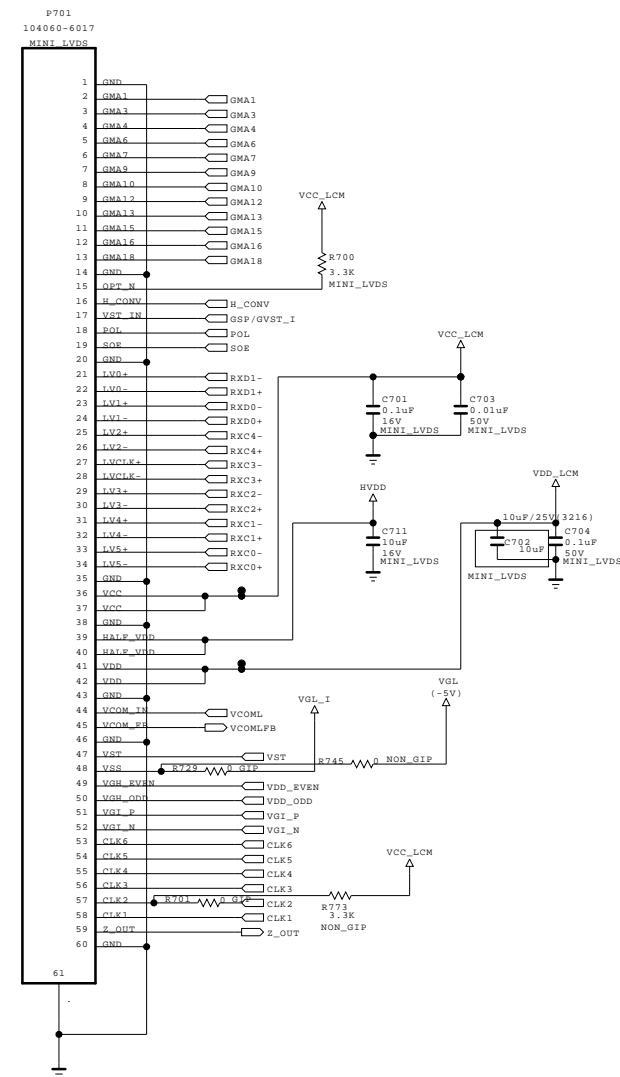 P701
104060-6017
MINI_LVDS
1 GND
2 GMA1 GMA1
3 GMA3 GMA3
4 GMA4 GMA4
5 GMA6 GMA6
6 GMA7 GMA7
7 GMA9 GMA9
8 GMA10 GMA10
9 GMA12 GMA12
10 GMA13 GMA13
11 GMA15 GMA15
12 GMA16 GMA16
13 GMA18 GMA18
14 GND
15 OPT_N
16 H_CONV H_CONV
17 VST_IN GSP/GVST_I
18 POL POL
19 SOE SOE
20 GND
21 LV0+ RXD1-
22 LV0- RXD1+
23 LV1+ RXD0-
24 LV1- RXD0+
25 LV2+ RXC4-
26 LV2- RXC4+
27 LVCLK+ RXC3-
28 LVCLK- RXC3+
29 LV3+ RXC2-
30 LV3- RXC2+
31 LV4+ RXC1-
32 LV4- RXC1+
33 LV5+ RXC0-
34 LV5- RXC0+
35 GND
36 VCC
37 VCC
38 GND
39 HALF_VDD
40 HALF_VDD
41 VDD
42 VDD
43 GND
44 VCOM_IN VCOML
45 VCOM_FB VCOMLFB
46 GND
47 VST VST
48 VSS R729 0 GIP R745 0 NON_GIP
49 VGH_EVEN VDD_EVEN
50 VGH_ODD VDD_ODD
51 VGI_P VGI_P
52 VGI_N VGI_N
53 CLK6 CLK6
54 CLK5 CLK5
55 CLK4 CLK4
56 CLK3 CLK3
57 CLK2 R701 0 GIP CLK2
58 CLK1 CLK1
59 Z_OUT Z_OUT
60 GND
61
VCC_LCM
R700
3.3K
MINI_LVDS
VCC_LCM
C701
0.1uF
16V
MINI_LVDS
C703
0.01uF
50V
MINI_LVDS
HVDD
C711
10uF
16V
MINI_LVDS
VDD_LCM
10uF/25V(3216)
C702
10uF
MINI_LVDS
C704
0.1uF
50V
MINI_LVDS
VGL_I
VGL
(-5V)
VCC_LCM
R773
3.3K
NON_GIP